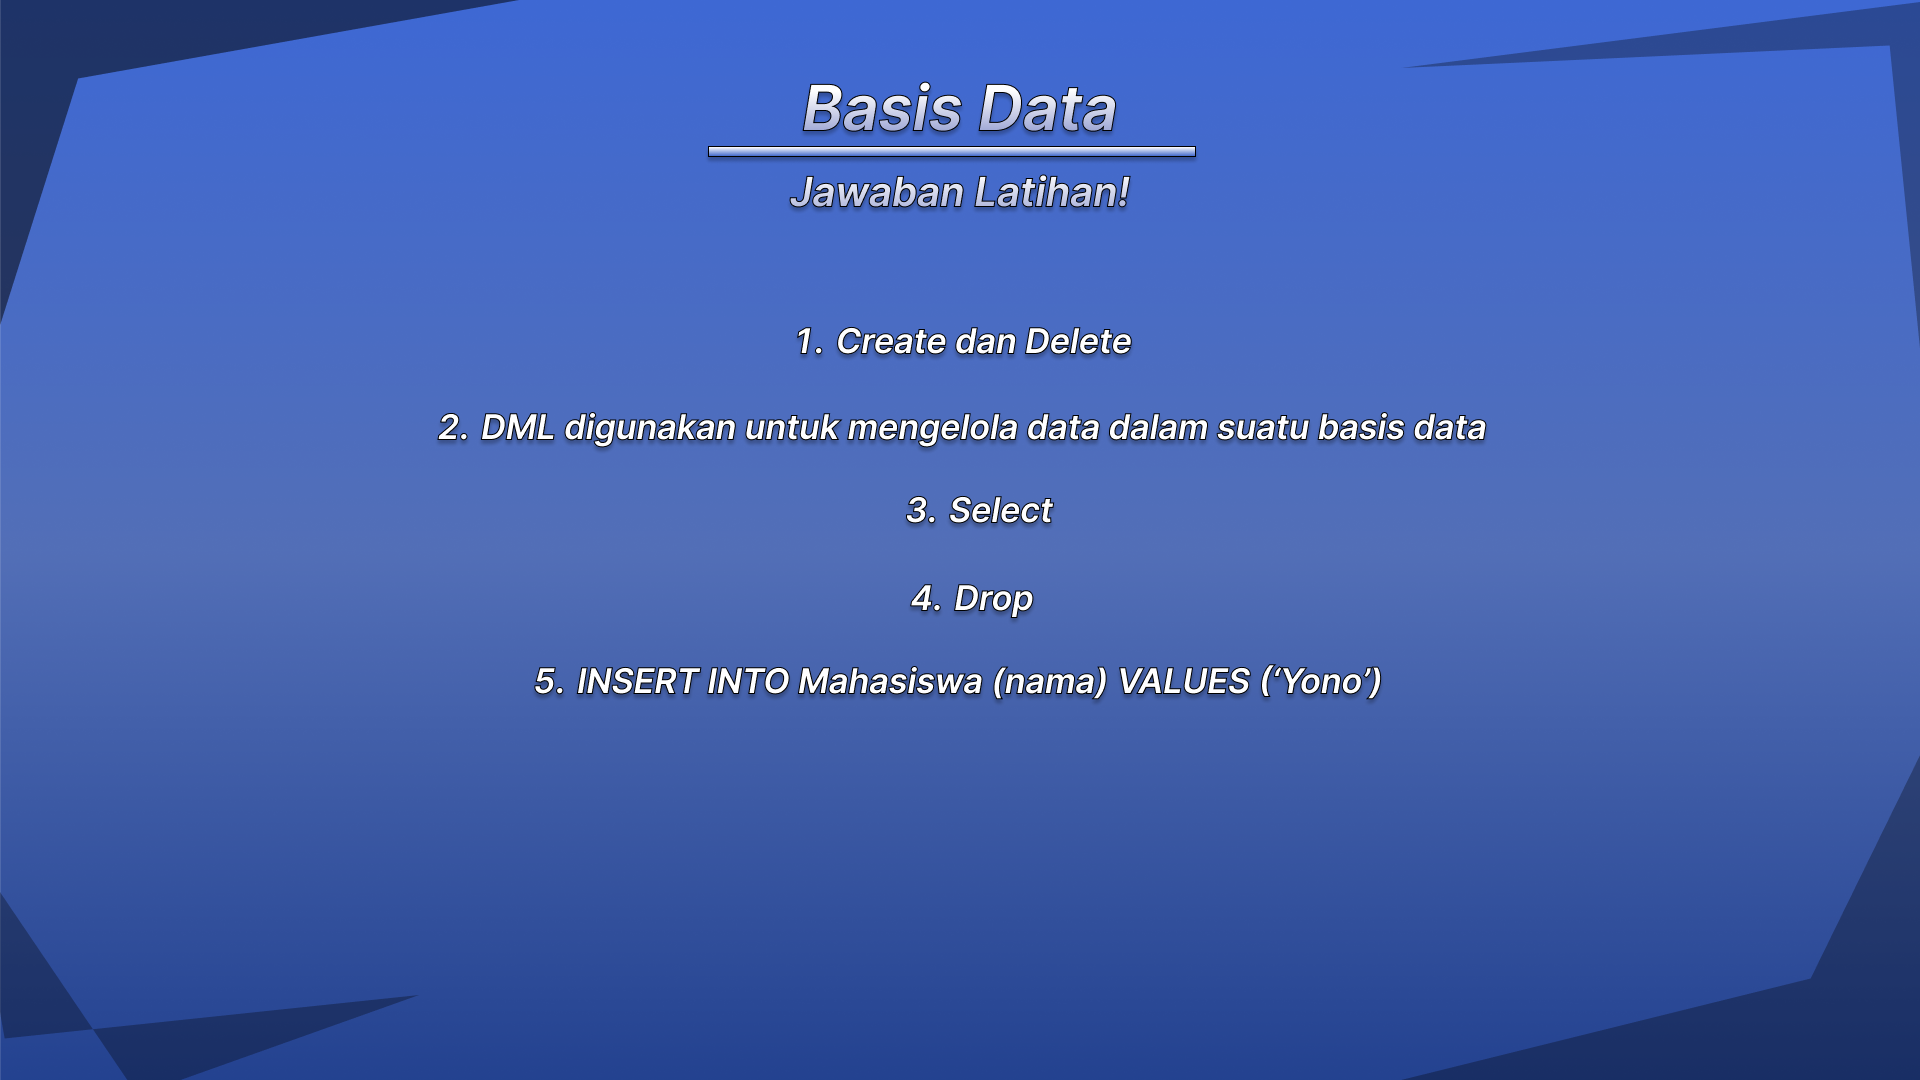 Basis Data
Jawaban Latihan!
1. Create dan Delete
2. DML digunakan untuk mengelola data dalam suatu basis data
3. Select
4. Drop
5. INSERT INTO Mahasiswa (nama) VALUES (‘Yono’)